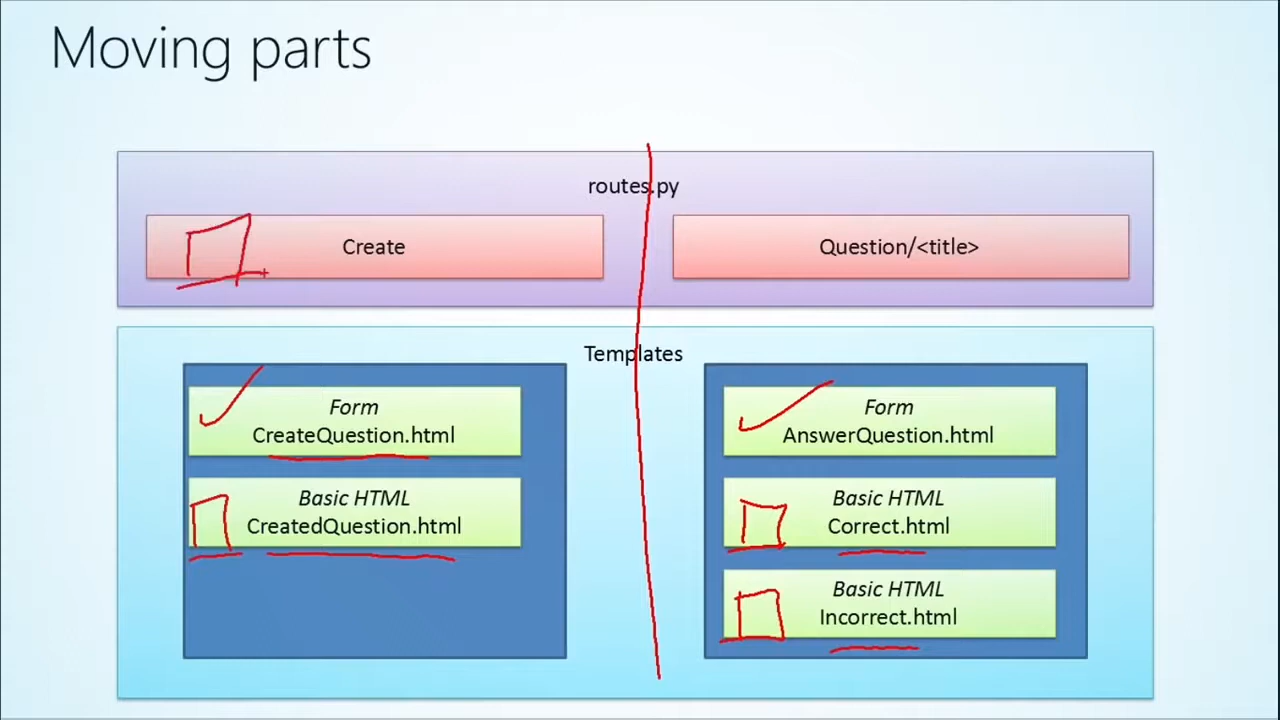 Moving parts
routes.py
Create
Question/<title>
Templates
Form
CreateQuestion.html
Basic HTML
CreatedQuestion.html
Form
AnswerQuestion.html
Basic HTML
Correct.html
Basic HTML
Incorrect.html